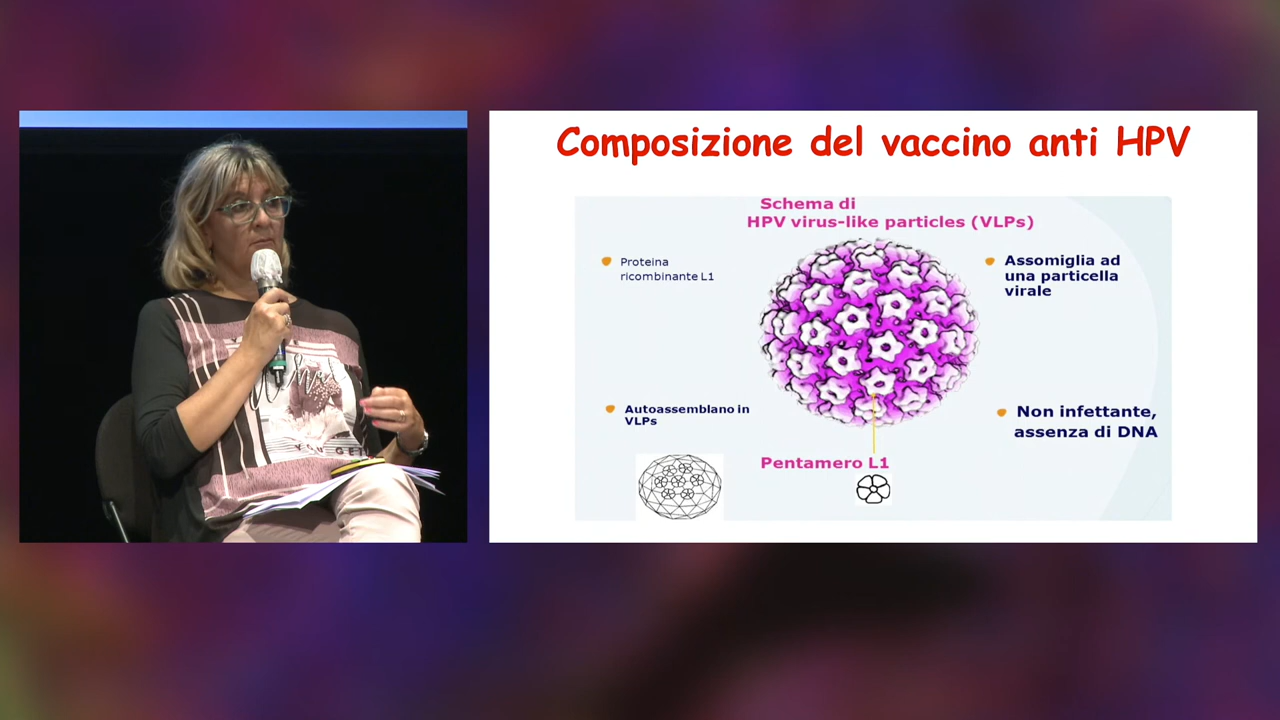 Composizione del vaccino anti HPV
Schema di
HPV virus-like particles (VLPs)
Proteina
ricombinante L1
Assomiglia ad
una particella
virale
Autoassemblano in
VLPs
Non infettante,
assenza di DNA
Pentamero L1